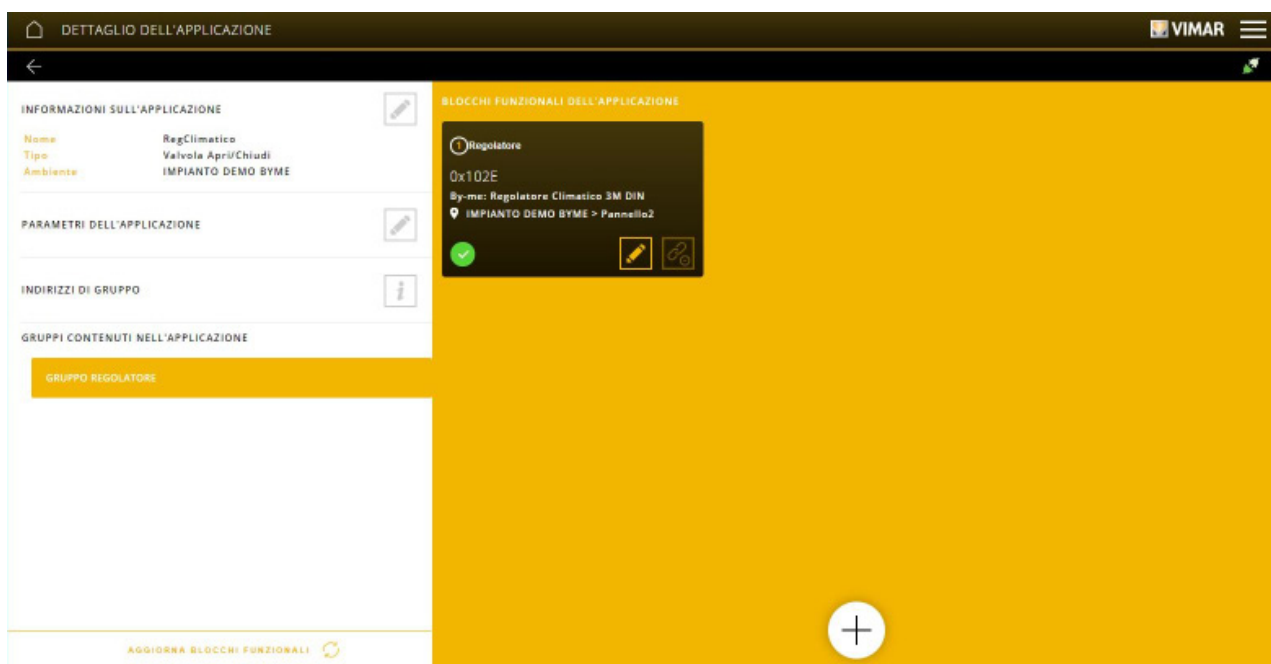 DETTAGLIO DELL'APPLICAZIONE
VIMAR
INFORMAZIONI SULL'APPLICAZIONE
Nome RegClimatico
Tipo Valvola Apri/Chiudi
Ambiente IMPIANTO DEMO BYME
PARAMETRI DELL'APPLICAZIONE
INDIRIZZI DI GRUPPO
i
GRUPPI CONTENUTI NELL'APPLICAZIONE
GRUPPO REGOLATORE
AGGIORNA BLOCCHI FUNZIONALI
BLOCCHI FUNZIONALI DELL'APPLICAZIONE
1 Regolatore
0x102E
By-me: Regolatore Climatico 3M DIN
IMPIANTO DEMO BYME > Pannello2